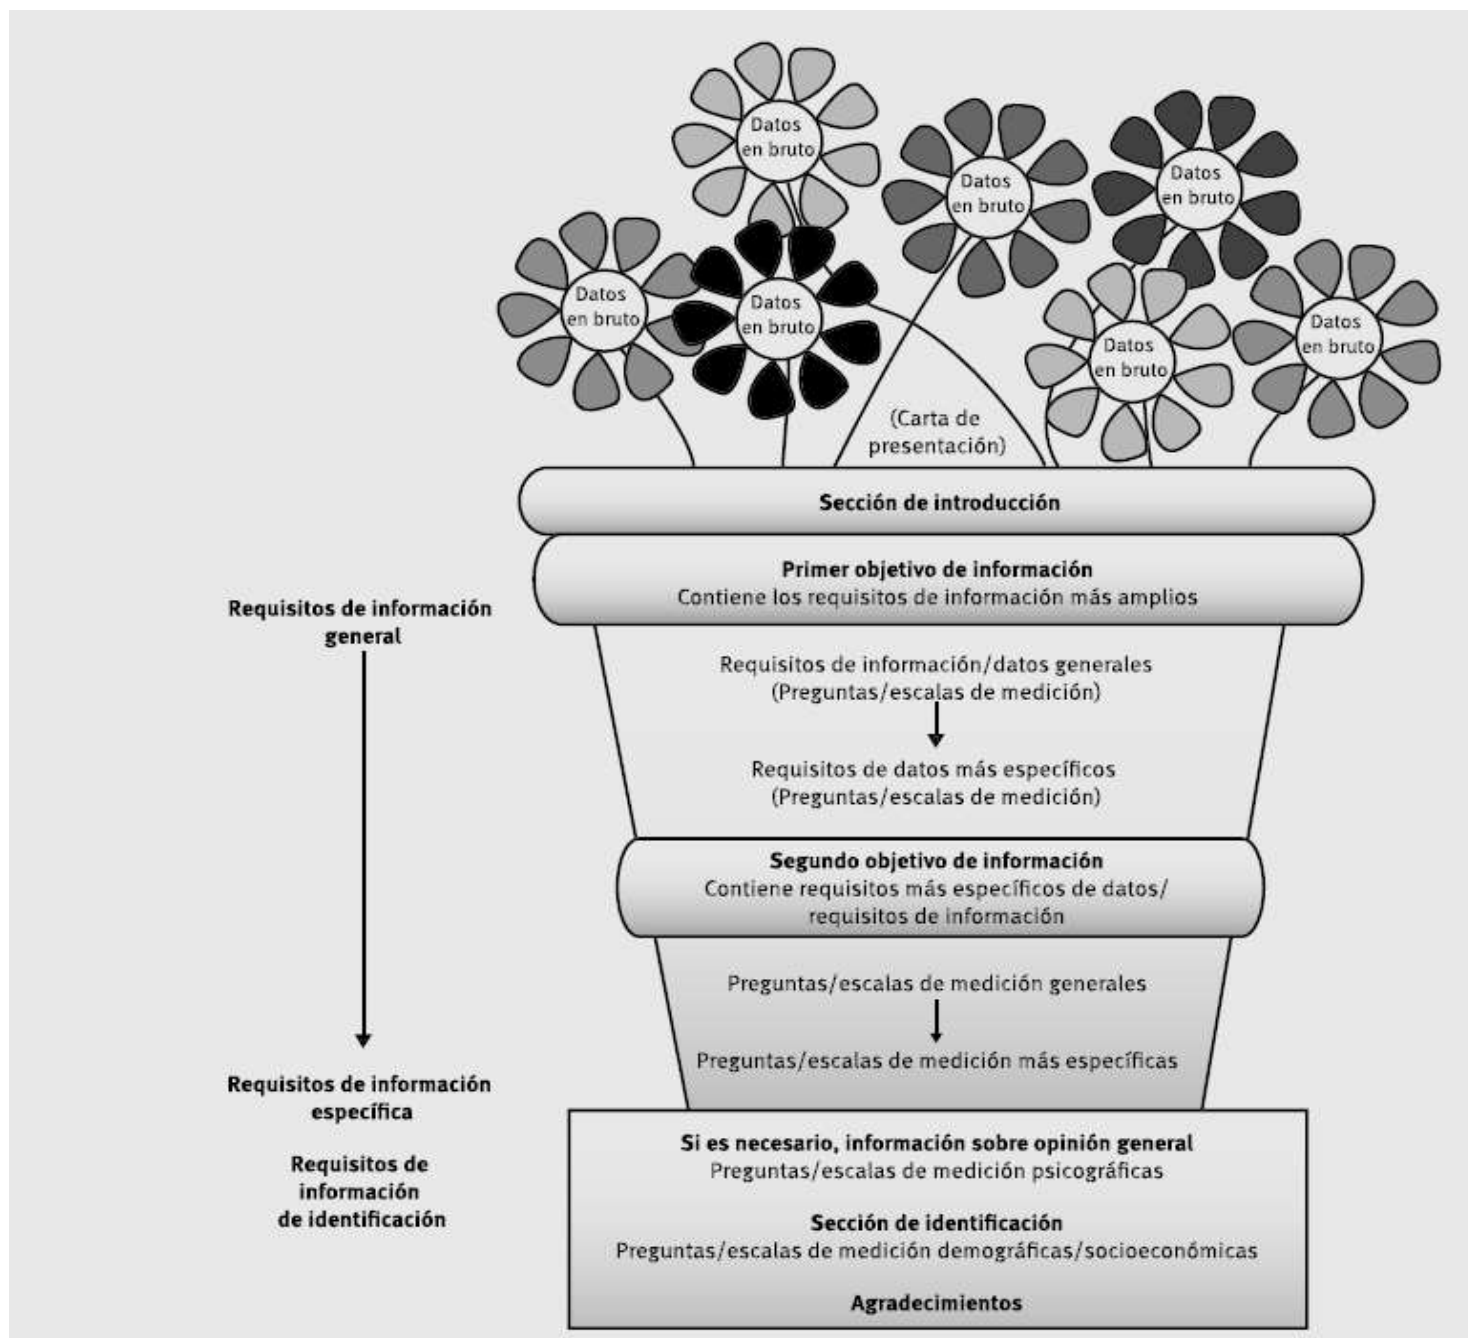 Datos
en bruto
Datos
en bruto
Datos
en bruto
Datos
en bruto
Datos
en bruto
Datos
en bruto
Datos
en bruto
(Carta de
presentación)
Sección de introducción
Primer objetivo de información
Contiene los requisitos de información más amplios
Requisitos de información
general
Requisitos de información/datos generales
(Preguntas/escalas de medición)
Requisitos de datos más específicos
(Preguntas/escalas de medición)
Segundo objetivo de información
Contiene requisitos más específicos de datos/
requisitos de información
Preguntas/escalas de medición generales
Preguntas/escalas de medición más específicas
Requisitos de información
específica
Requisitos de
información
de identificación
Si es necesario, información sobre opinión general
Preguntas/escalas de medición psicográficas
Sección de identificación
Preguntas/escalas de medición demográficas/socioeconómicas
Agradecimientos